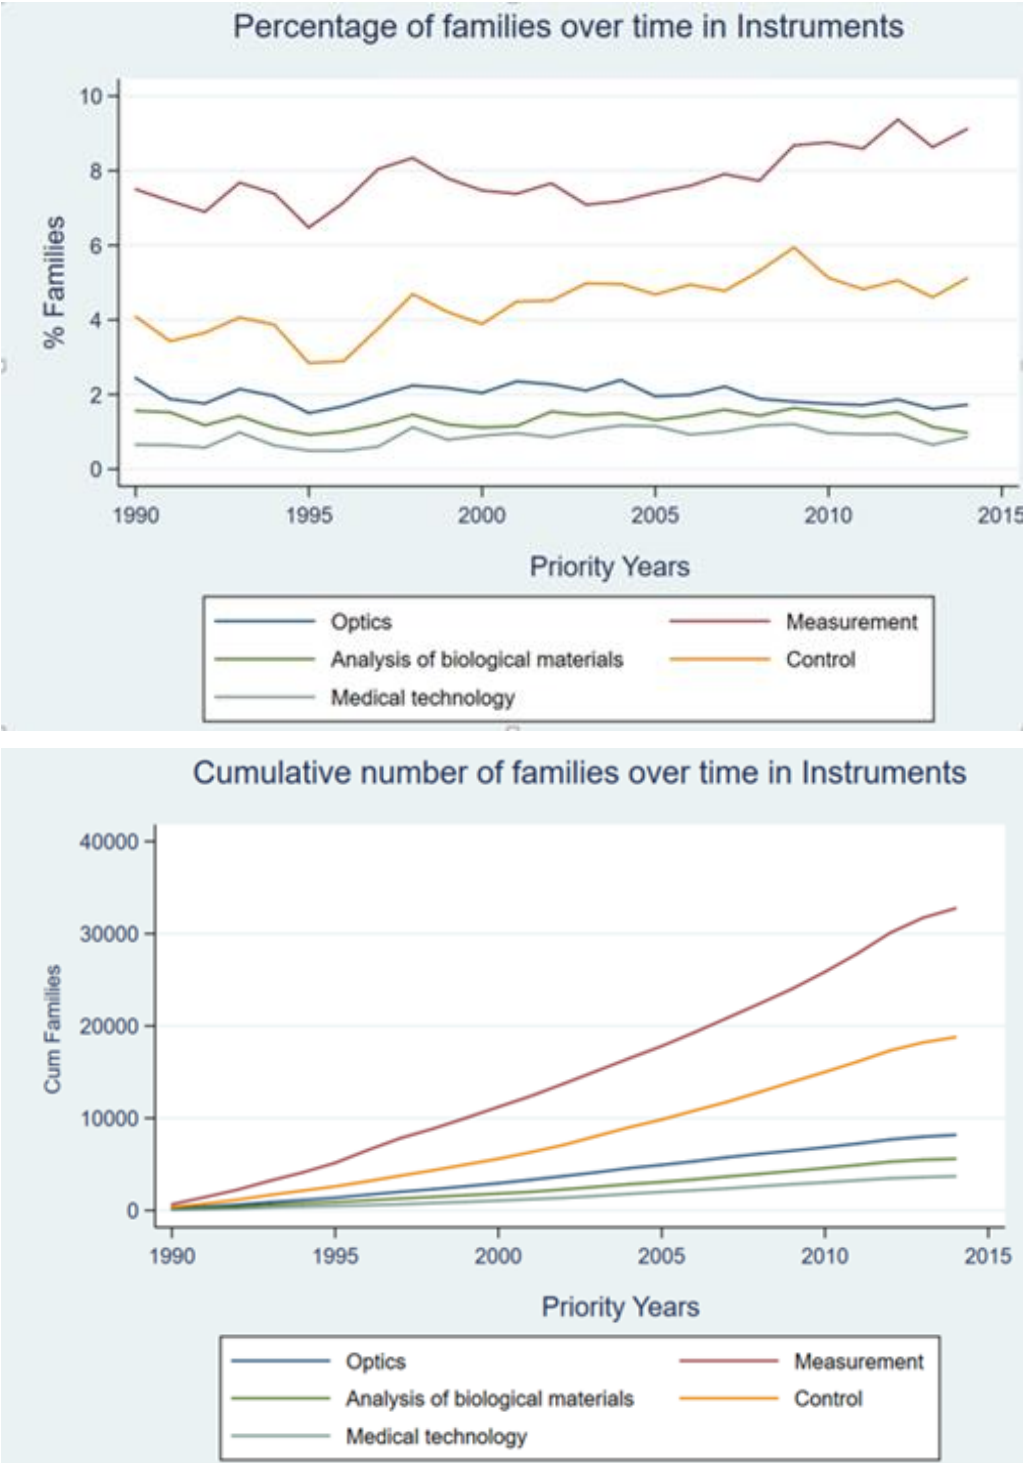 Percentage of families over time in Instruments
10
8
6
4
2
0
% Families
1990 1995 2000 2005 2010 2015
Priority Years
Optics Measurement
Analysis of biological materials Control
Medical technology
Cumulative number of families over time in Instruments
40000
30000
20000
10000
0
Cum Families
1990 1995 2000 2005 2010 2015
Priority Years
Optics Measurement
Analysis of biological materials Control
Medical technology